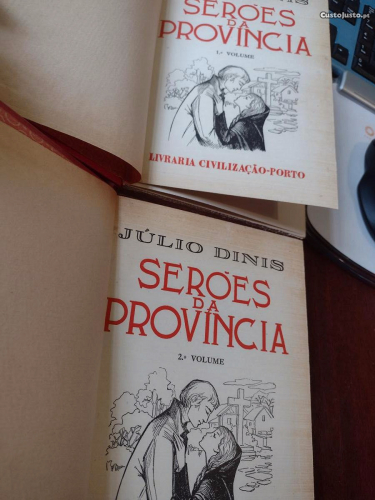 CustoJusto.pt
SERÕES
DA
PROVÍNCIA
1.º VOLUME
LIVRARIA CIVILIZAÇÃO-PORTO
JÚLIO DINIS
SERÕES
DA
PROVÍNCIA
2.º VOLUME